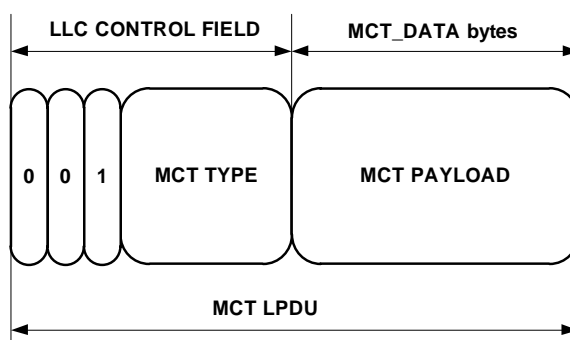 LLC CONTROL FIELD MCT_DATA bytes
0 0 1 MCT TYPE MCT PAYLOAD
MCT LPDU